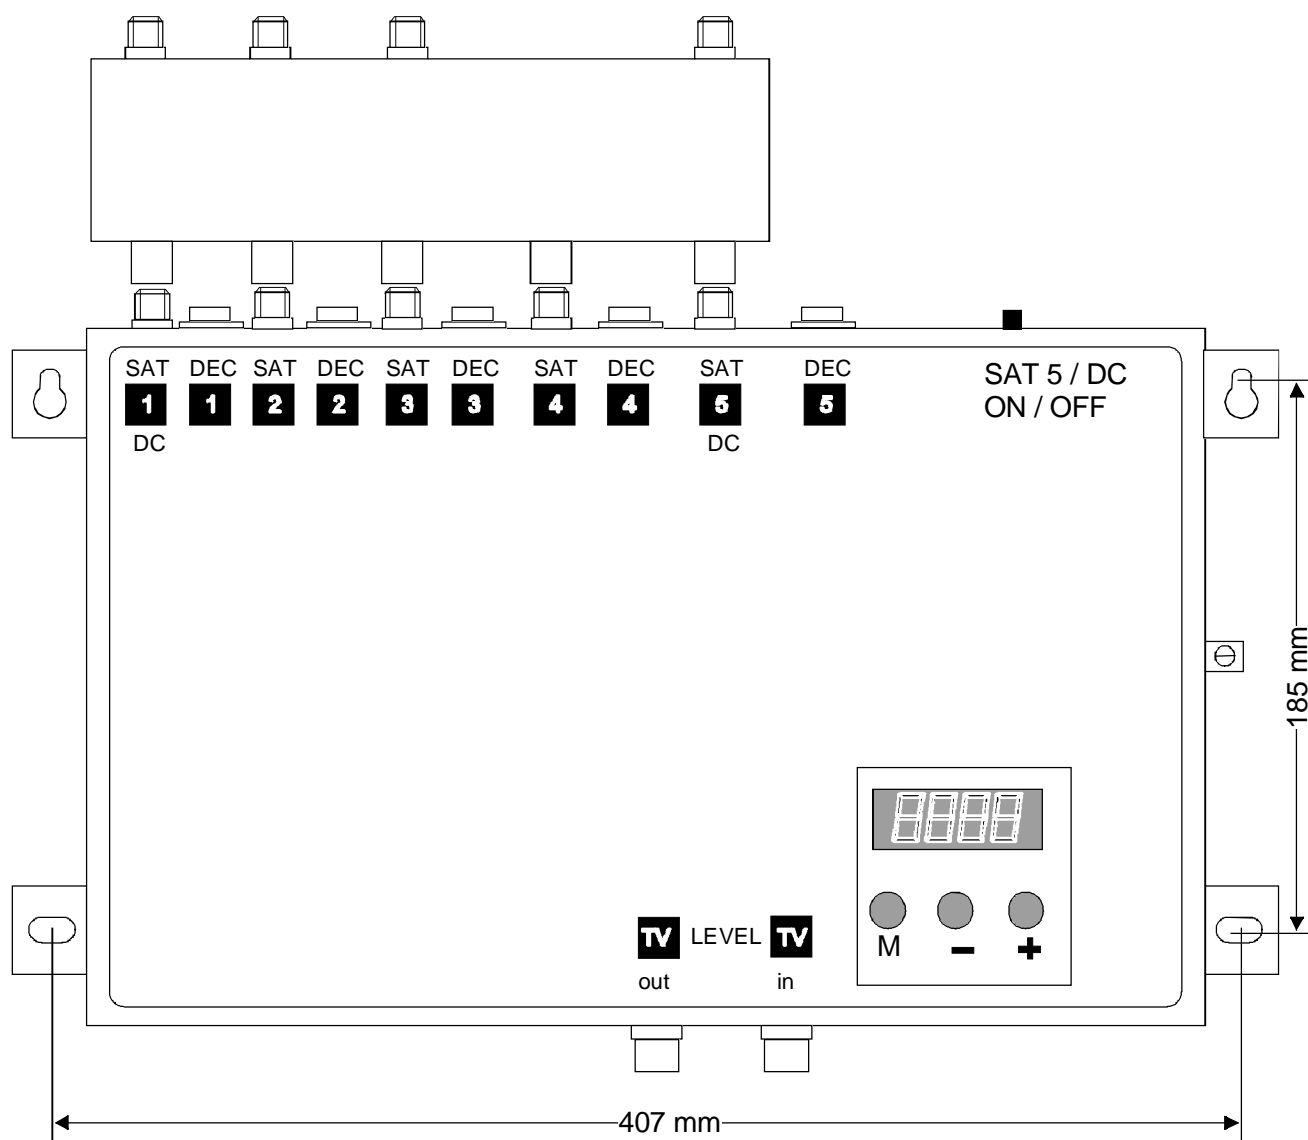 SAT DEC SAT DEC SAT DEC SAT DEC SAT DEC
1 1 2 2 3 3 4 4 5 5
DC DC
SAT 5 / DC
ON / OFF
185 mm
8888
TV LEVEL TV
out in
M - +
407 mm